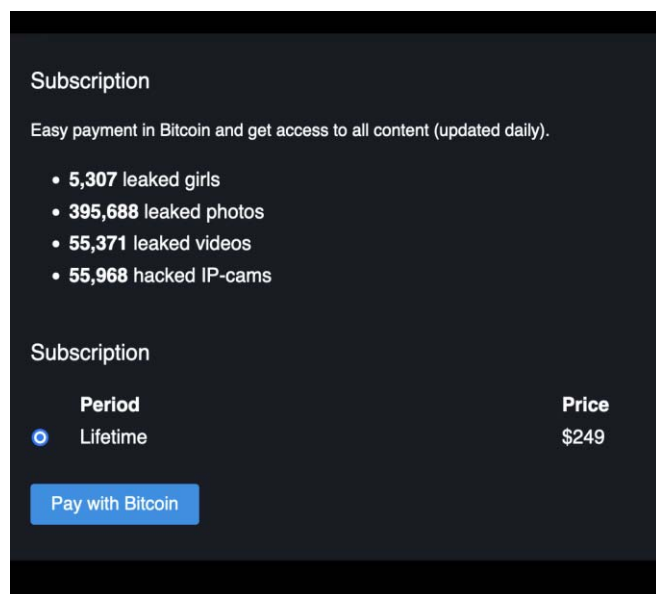 Subscription
Easy payment in Bitcoin and get access to all content (updated daily).
5,307 leaked girls
395,688 leaked photos
55,371 leaked videos
55,968 hacked IP-cams
Subscription
Period Price
Lifetime $249
Pay with Bitcoin